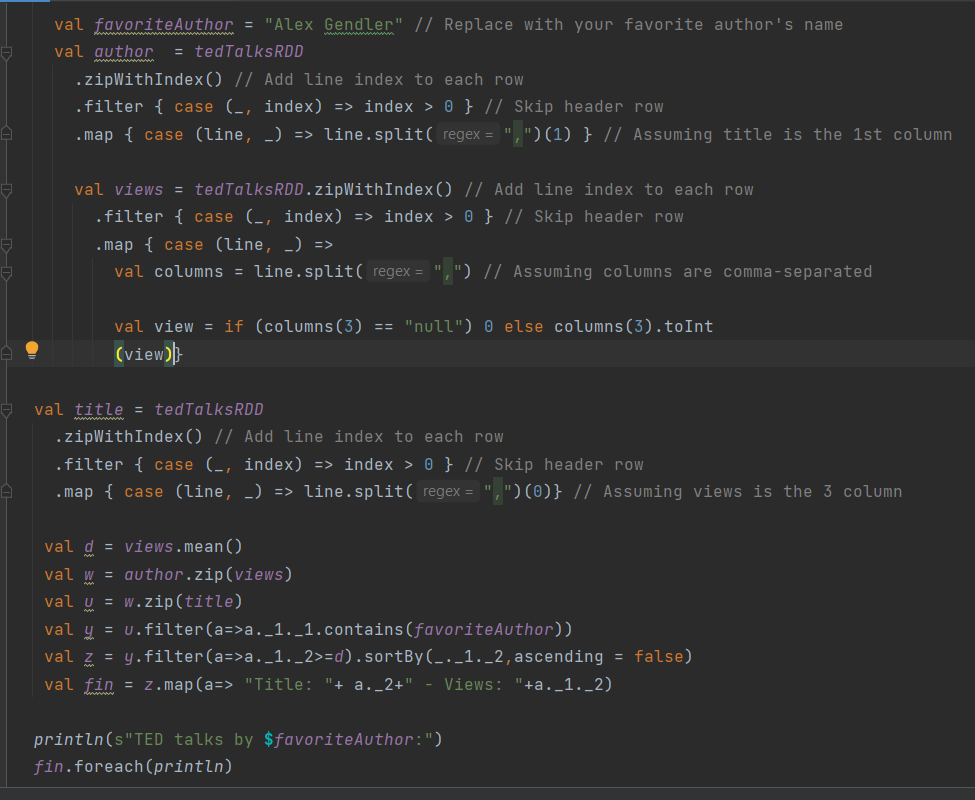 val favoriteAuthor = "Alex Gendler" // Replace with your favorite author's name
val author  = tedTalksRDD
.zipWithIndex() // Add line index to each row
.filter { case (_, index) => index > 0 } // Skip header row
.map { case (line, _) => line.split( regex = ",")(1) } // Assuming title is the 1st column
val views = tedTalksRDD.zipWithIndex() // Add line index to each row
.filter { case (_, index) => index > 0 } // Skip header row
.map { case (line, _) =>
val columns = line.split( regex = ",") // Assuming columns are comma-separated
val view = if (columns(3) == "null") 0 else columns(3).toInt
(view)}
val title = tedTalksRDD
.zipWithIndex() // Add line index to each row
.filter { case (_, index) => index > 0 } // Skip header row
.map { case (line, _) => line.split( regex = ",")(0)} // Assuming views is the 3 column
val d = views.mean()
val w = author.zip(views)
val u = w.zip(title)
val y = u.filter(a=>a._1._1.contains(favoriteAuthor))
val z = y.filter(a=>a._1._2>=d).sortBy(_._1._2,ascending = false)
val fin = z.map(a=> "Title: "+ a._2+" - Views: "+a._1._2)
println(s"TED talks by $favoriteAuthor:")
fin.foreach(println)